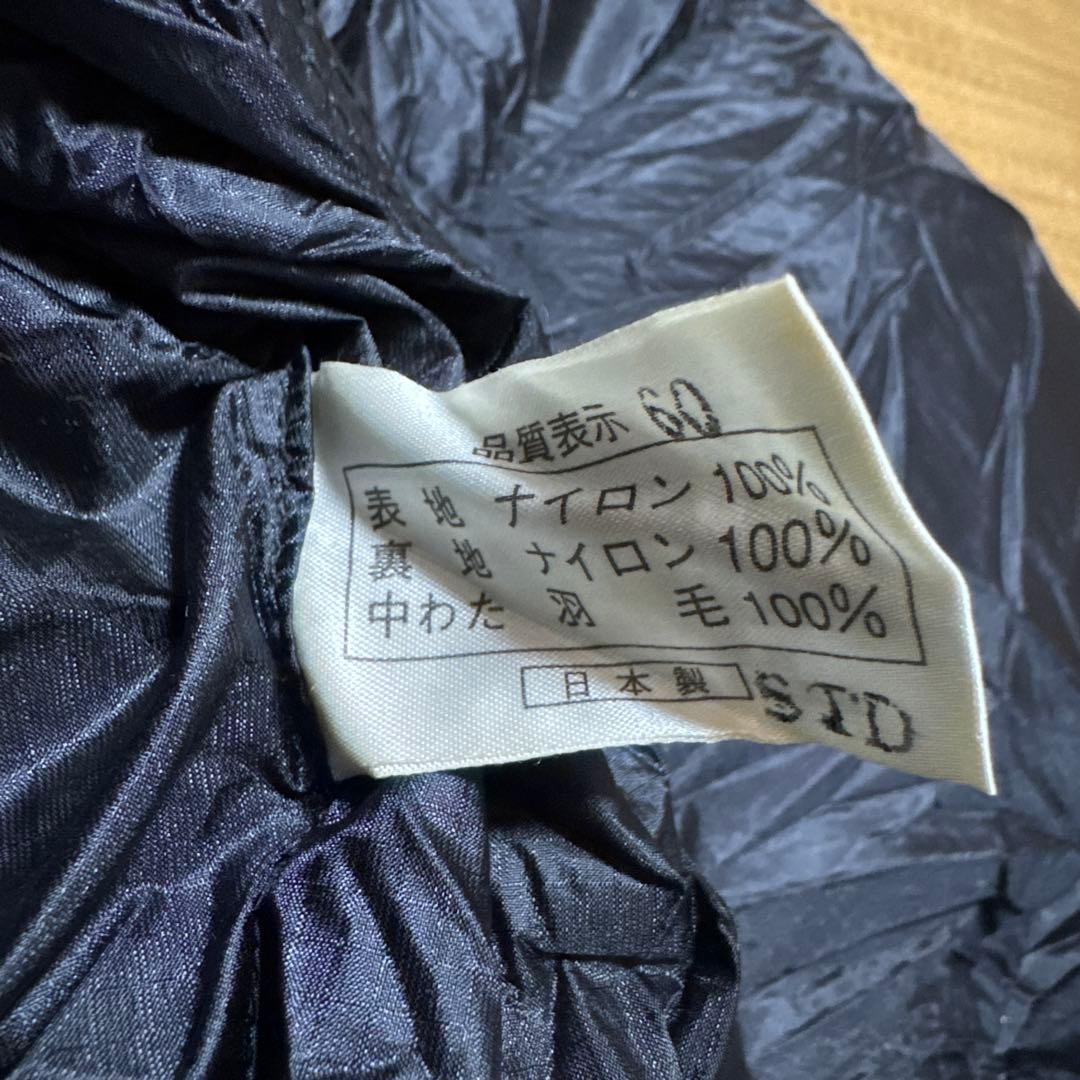 品質表示 60
表地 ナイロン 100%
裏地 ナイロン 100%
中わた 羽毛 100%
日本製 STD